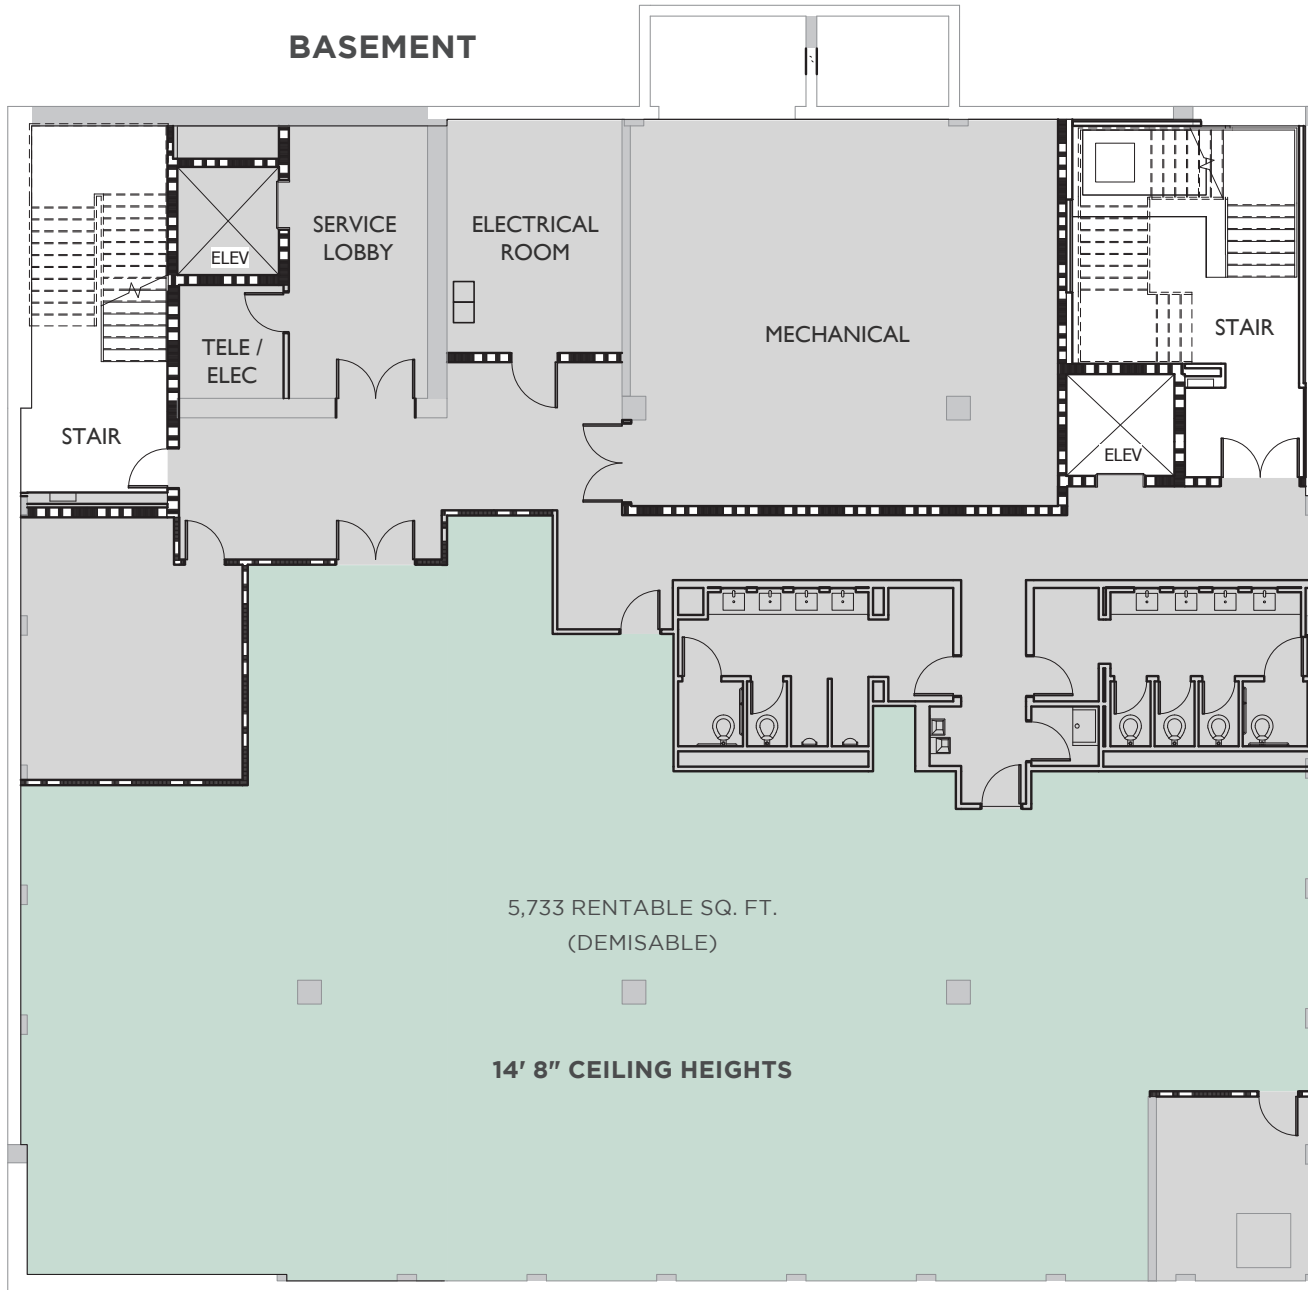 BASEMENT
SERVICE
LOBBY
ELECTRICAL
ROOM
ELEV
MECHANICAL
STAIR
TELE /
ELEC
STAIR
ELEV
5,733 RENTABLE SQ. FT.
(DEMISABLE)
14' 8" CEILING HEIGHTS